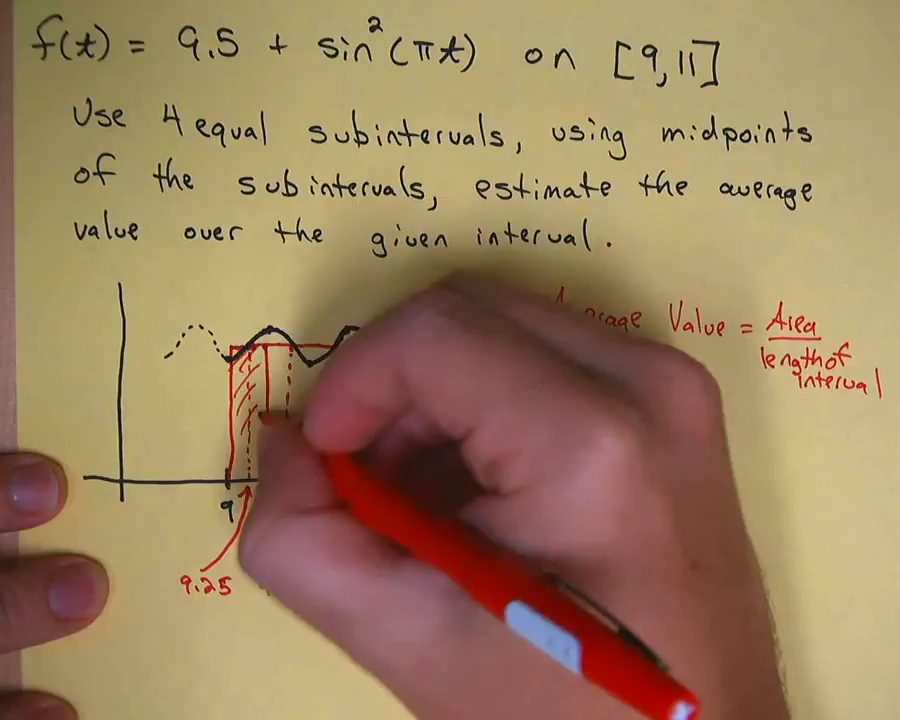 f(t) = 9.5 + sin²(πt) on [9,11]
Use 4 equal subintervals, using midpoints
of the subintervals, estimate the average
value over the given interval.
Value = Area
length of
interval
9
9.25